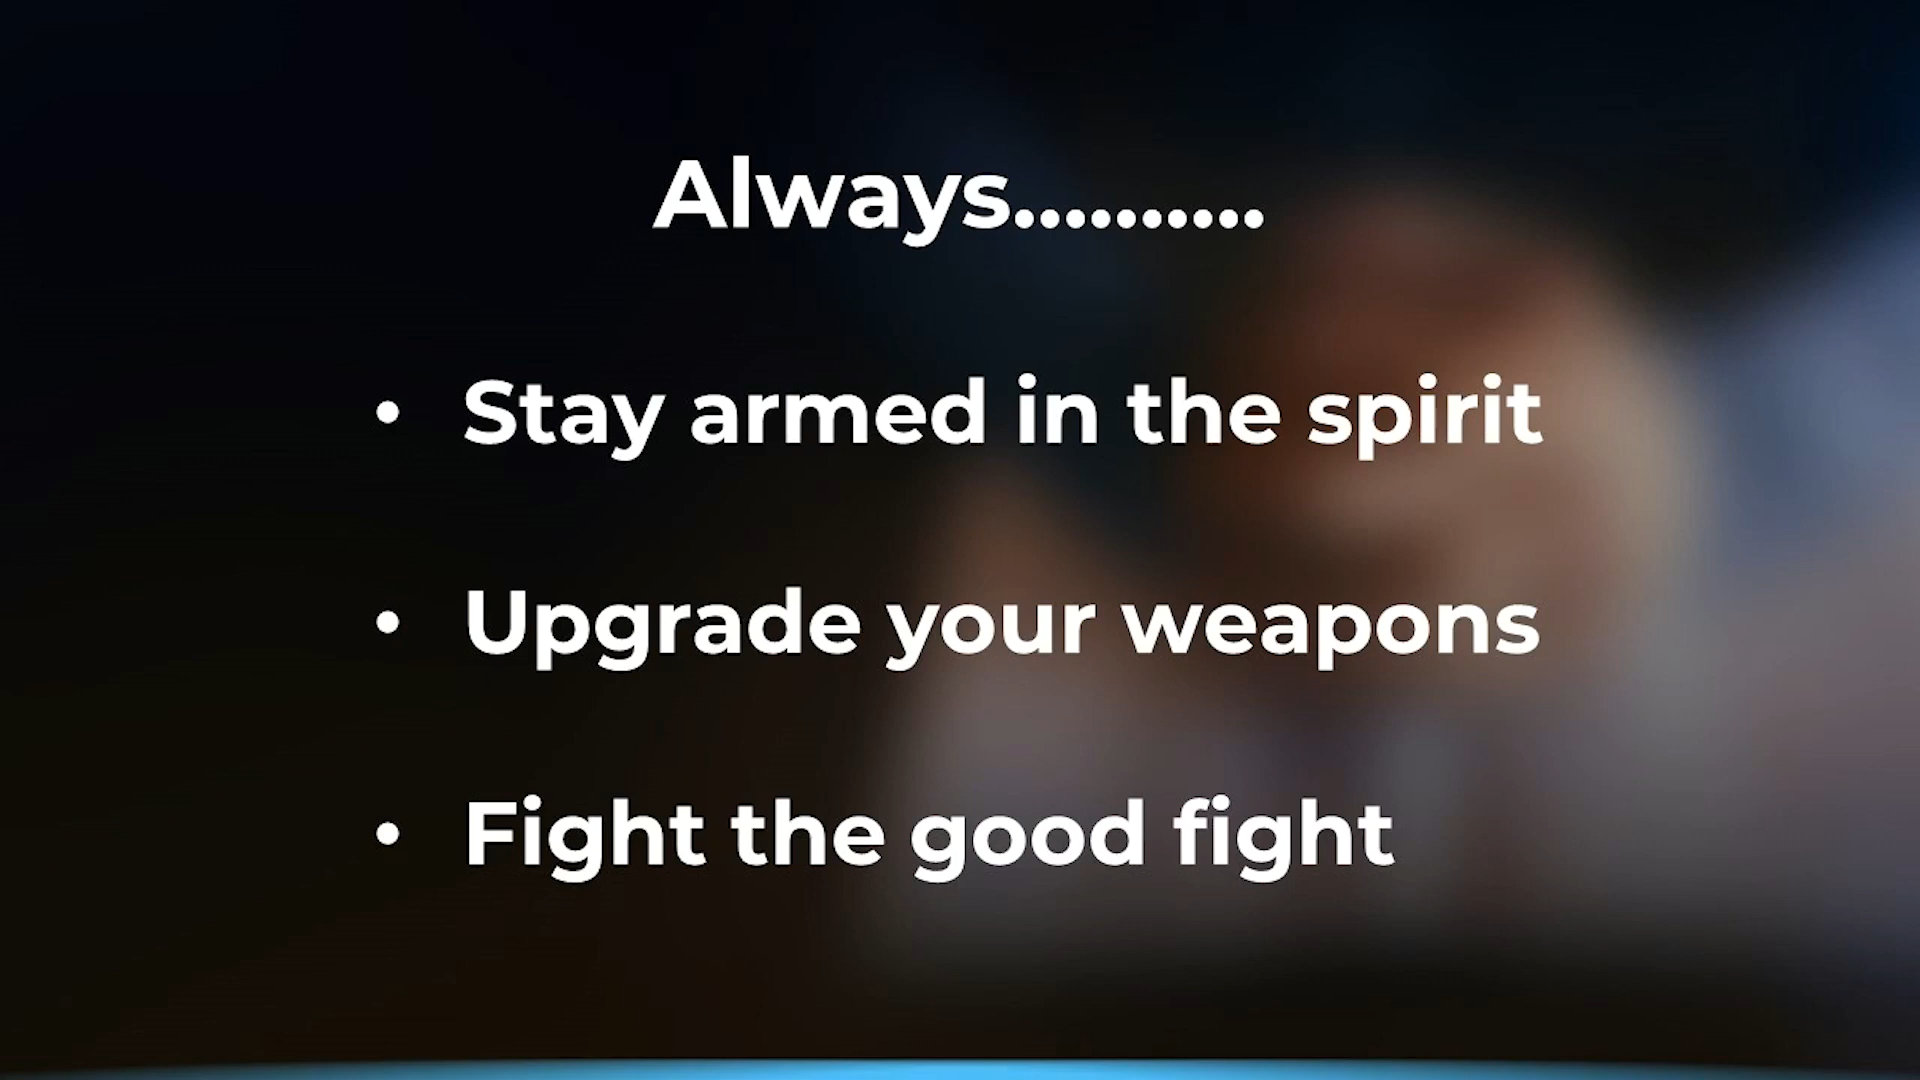 Always..........
• Stay armed in the spirit
• Upgrade your weapons
• Fight the good fight